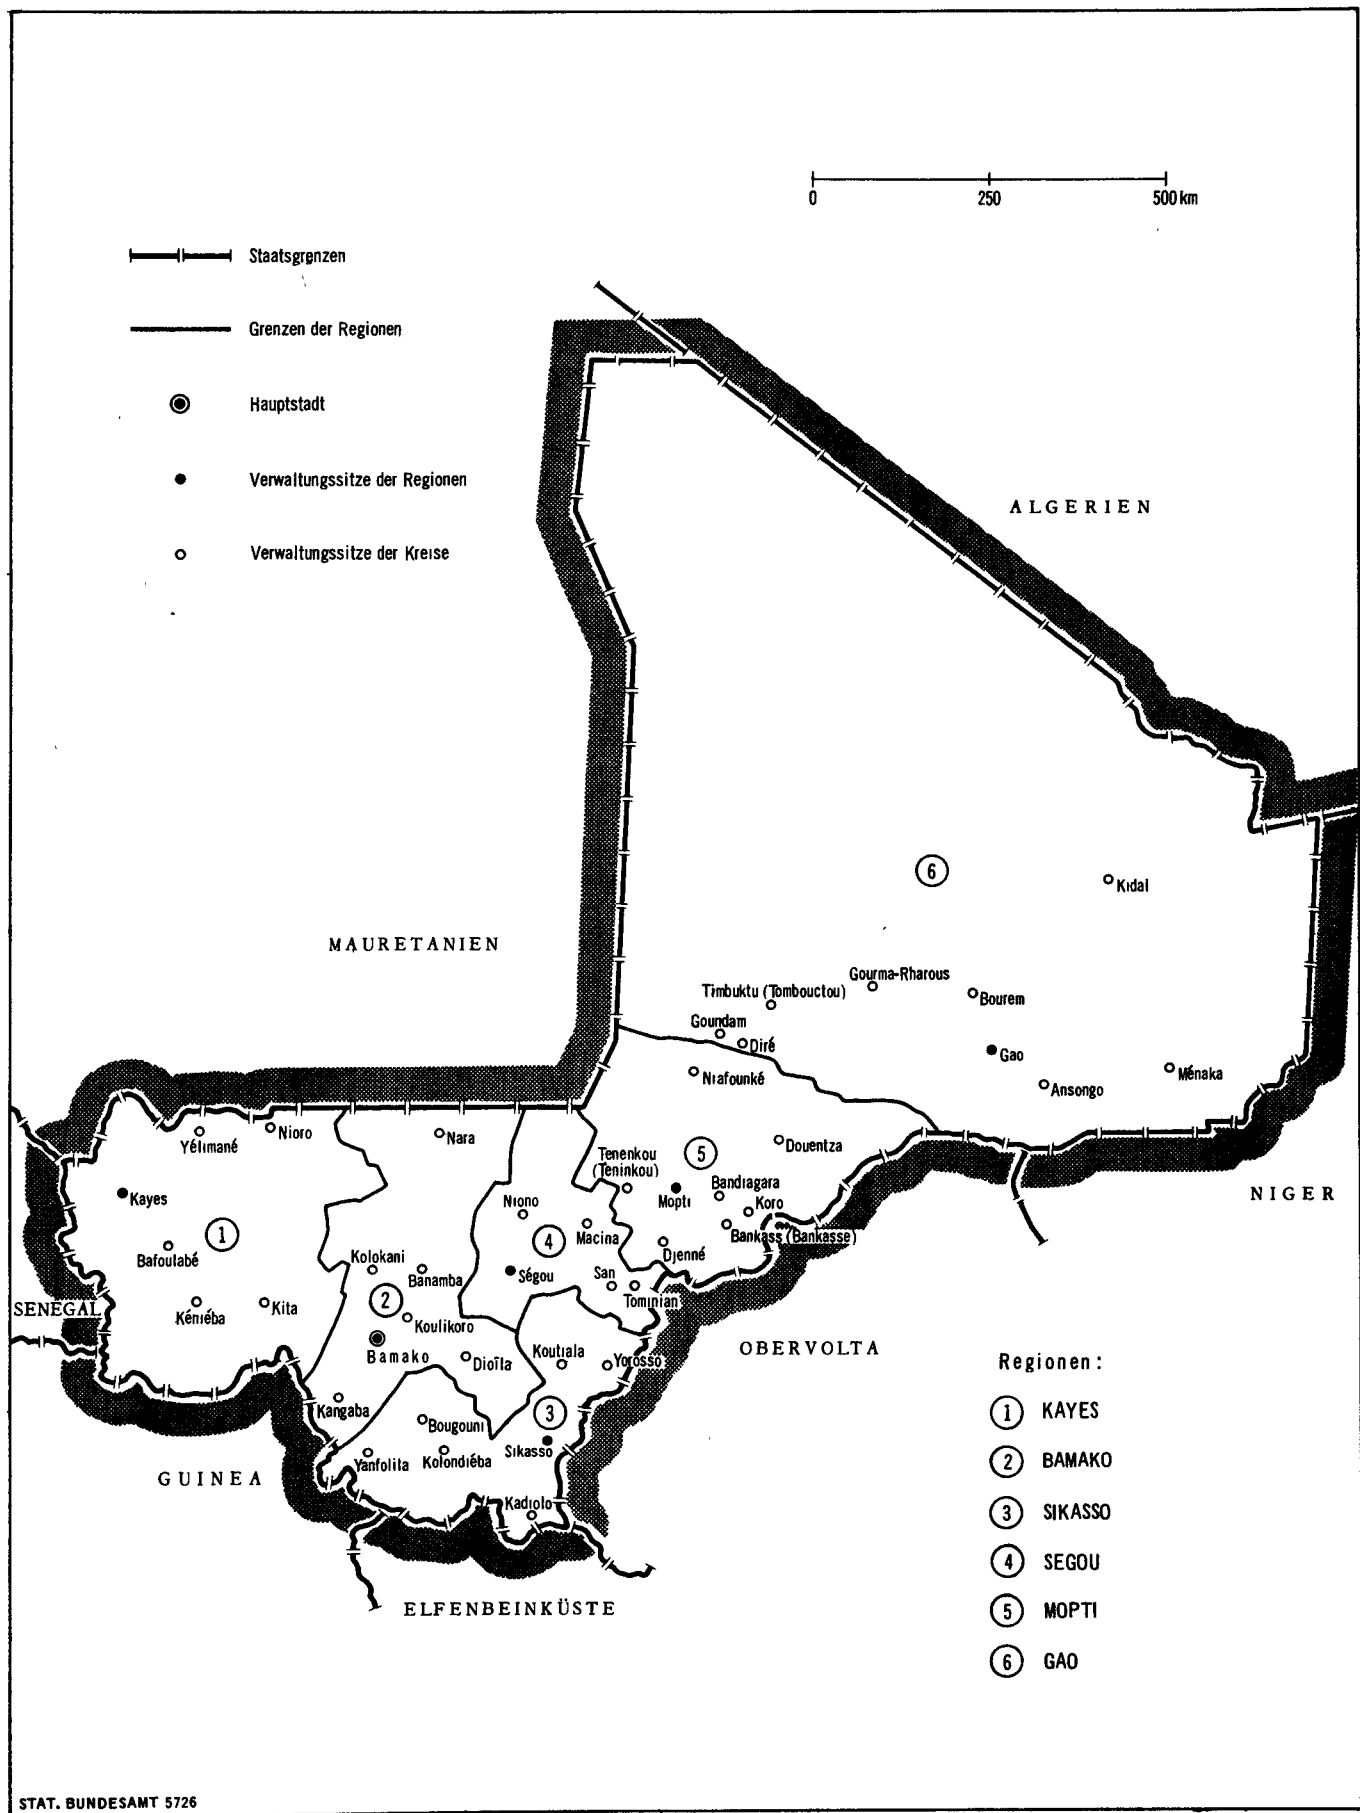 0 250 500 km
Staatsgrenzen
Grenzen der Regionen
Hauptstadt
Verwaltungssitze der Regionen
Verwaltungssitze der Kreise
ALGERIEN
6
Kidal
MAURETANIEN
Gourma-Rharous
Timbuktu (Tombouctou)
Bourem
Goundam
Diré
Gao
Niafounké
Ménaka
Ansongo
Yélimané
Nioro
Nara
Douentza
Tenenkou
(Teninkou)
5
Kayes
Mopti
Bandiagara
Koro
NIGER
Niono
Macina
Bankass (Bankasse)
1
4
Djenné
Bafoulabé
Kolokani
Banamba
Ségou
San
Tominian
2
SENEGAL
Kéniéba
Kita
Koulikoro
Bamako
Dioïla
Koutiala
Yorosso
OBERVOLTA
Regionen:
Kangaba
Bougouni
3
1 KAYES
Yanfolila
Kolondiéba
Sikasso
2 BAMAKO
GUINEA
Kadiolo
3 SIKASSO
4 SEGOU
ELFENBEINKÜSTE
5 MOPTI
6 GAO
STAT. BUNDESAMT 5726